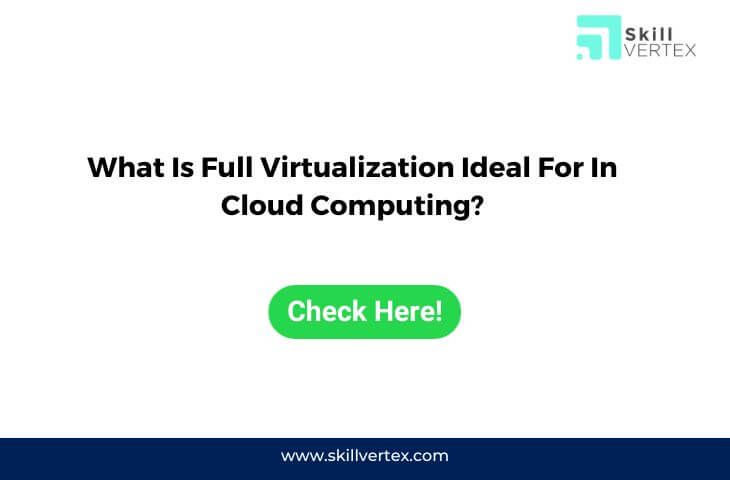 Skill
VERTEX
What Is Full Virtualization Ideal For In
Cloud Computing?
Check Here!
www.skillvertex.com